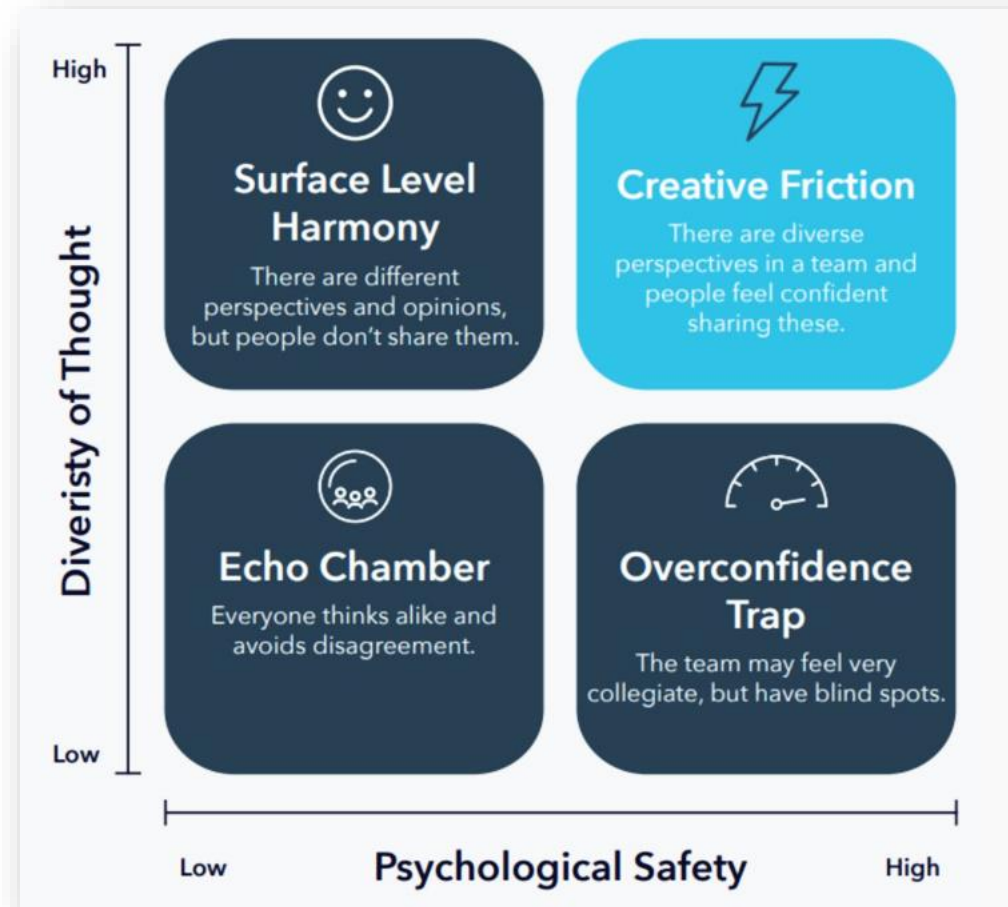 High
Diveristy of Thought
Low
Surface Level
Harmony
There are different
perspectives and opinions,
but people don't share them.
Creative Friction
There are diverse
perspectives in a team and
people feel confident
sharing these.
Echo Chamber
Everyone thinks alike and
avoids disagreement.
Overconfidence
Trap
The team may feel very
collegiate, but have blind spots.
Low
Psychological Safety
High